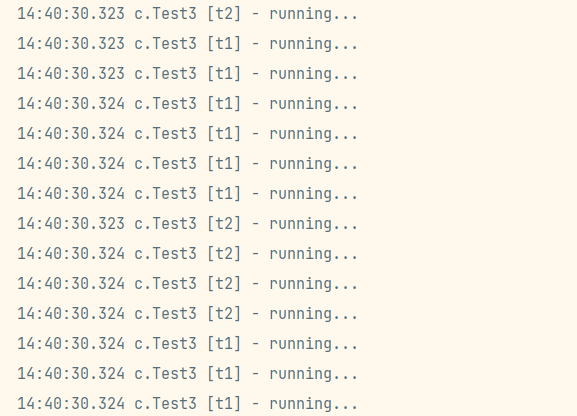 14:40:30.323 c.Test3 [t2] - running...
14:40:30.323 c.Test3 [t1] - running...
14:40:30.323 c.Test3 [t1] - running...
14:40:30.324 c.Test3 [t1] - running...
14:40:30.324 c.Test3 [t1] - running...
14:40:30.324 c.Test3 [t1] - running...
14:40:30.324 c.Test3 [t1] - running...
14:40:30.323 c.Test3 [t2] - running...
14:40:30.324 c.Test3 [t2] - running...
14:40:30.324 c.Test3 [t2] - running...
14:40:30.324 c.Test3 [t2] - running...
14:40:30.324 c.Test3 [t1] - running...
14:40:30.324 c.Test3 [t1] - running...
14:40:30.324 c.Test3 [t1] - running...